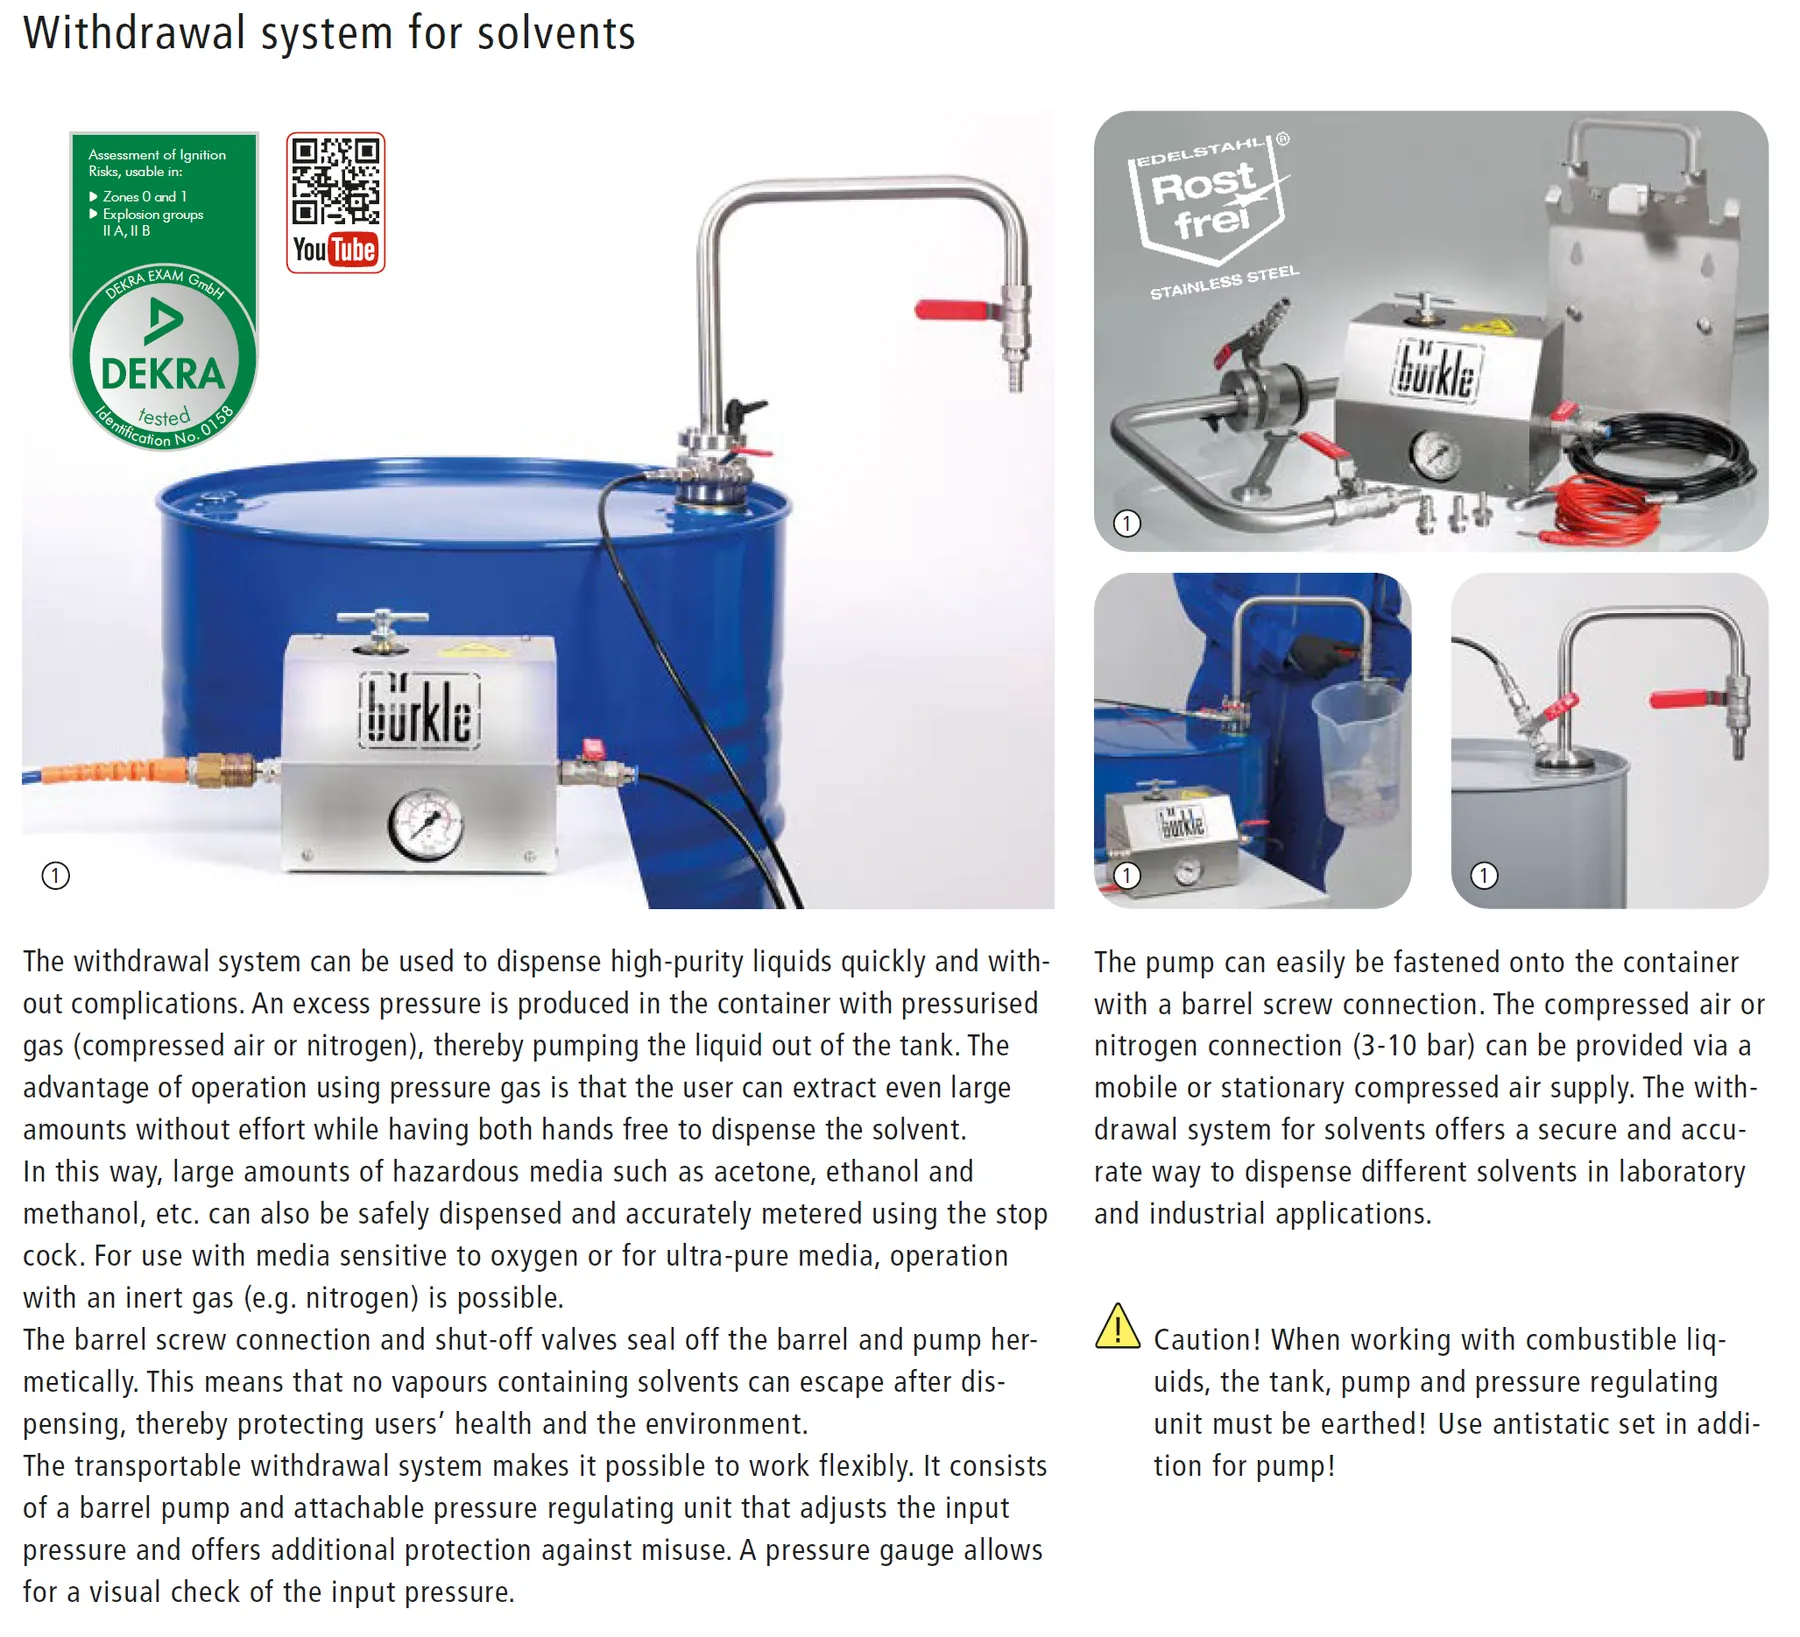 Withdrawal system for solvents
Assessment of Ignition
Risks, usable in:
Zones 0 and 1
Explosion groups
II A, II B
DEKRA EXAM GmbH
DEKRA
tested
Identification No. 0158
YouTube
bürkle
1
EDELSTAHL ®
Rost
frei
STAINLESS STEEL
bürkle
1
bürkle
1
1
The withdrawal system can be used to dispense high-purity liquids quickly and with-
out complications. An excess pressure is produced in the container with pressurised
gas (compressed air or nitrogen), thereby pumping the liquid out of the tank. The
advantage of operation using pressure gas is that the user can extract even large
amounts without effort while having both hands free to dispense the solvent.
In this way, large amounts of hazardous media such as acetone, ethanol and
methanol, etc. can also be safely dispensed and accurately metered using the stop
cock. For use with media sensitive to oxygen or for ultra-pure media, operation
with an inert gas (e.g. nitrogen) is possible.
The barrel screw connection and shut-off valves seal off the barrel and pump her-
metically. This means that no vapours containing solvents can escape after dis-
pensing, thereby protecting users’ health and the environment.
The transportable withdrawal system makes it possible to work flexibly. It consists
of a barrel pump and attachable pressure regulating unit that adjusts the input
pressure and offers additional protection against misuse. A pressure gauge allows
for a visual check of the input pressure.
The pump can easily be fastened onto the container
with a barrel screw connection. The compressed air or
nitrogen connection (3-10 bar) can be provided via a
mobile or stationary compressed air supply. The with-
drawal system for solvents offers a secure and accu-
rate way to dispense different solvents in laboratory
and industrial applications.
Caution! When working with combustible liq-
uids, the tank, pump and pressure regulating
unit must be earthed! Use antistatic set in addi-
tion for pump!